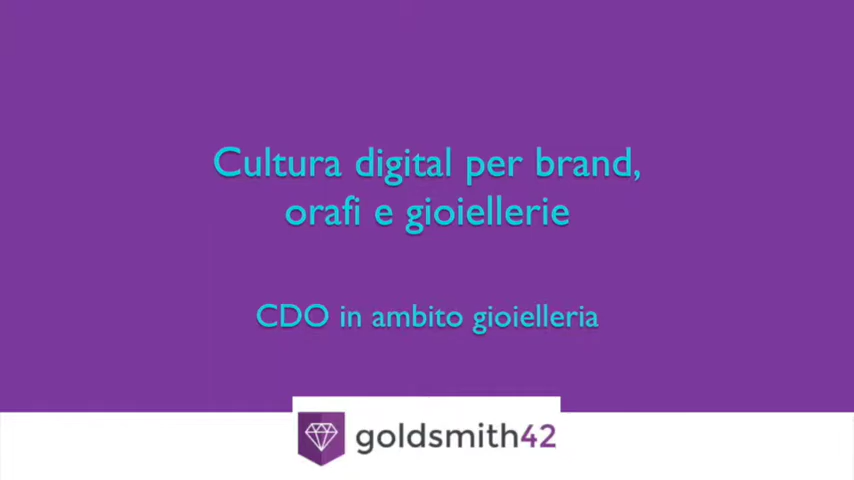 Cultura digital per brand,
orafi e gioiellerie
CDO in ambito gioielleria
goldsmith42